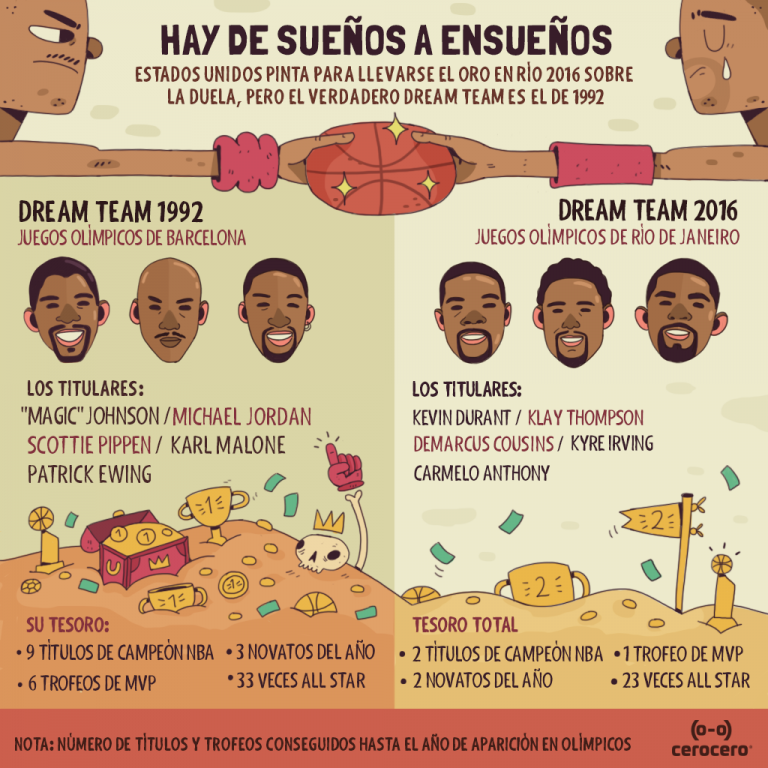 HAY DE SUEÑOS A ENSUEÑOS
ESTADOS UNIDOS PINTA PARA LLEVARSE EL ORO EN RÍO 2016 SOBRE
LA DUELA, PERO EL VERDADERO DREAM TEAM ES EL DE 1992
DREAM TEAM 1992
JUEGOS OLÍMPICOS DE BARCELONA
LOS TITULARES:
"MAGIC" JOHNSON / MICHAEL JORDAN
SCOTTIE PIPPEN / KARL MALONE
PATRICK EWING
1
1 1
1
1
SU TESORO:
• 9 TÍTULOS DE CAMPEÓN NBA • 3 NOVATOS DEL AÑO
• 6 TROFEOS DE MVP • 33 VECES ALL STAR
DREAM TEAM 2016
JUEGOS OLÍMPICOS DE RÍO DE JANEIRO
LOS TITULARES:
KEVIN DURANT / KLAY THOMPSON
DEMARCUS COUSINS / KYRE IRVING
CARMELO ANTHONY
2
2
TESORO TOTAL
• 2 TÍTULOS DE CAMPEÓN NBA • 1 TROFEO DE MVP
• 2 NOVATOS DEL AÑO • 23 VECES ALL STAR
NOTA: NÚMERO DE TÍTULOS Y TROFEOS CONSEGUIDOS HASTA EL AÑO DE APARICIÓN EN OLÍMPICOS
(o-o)
cerocero